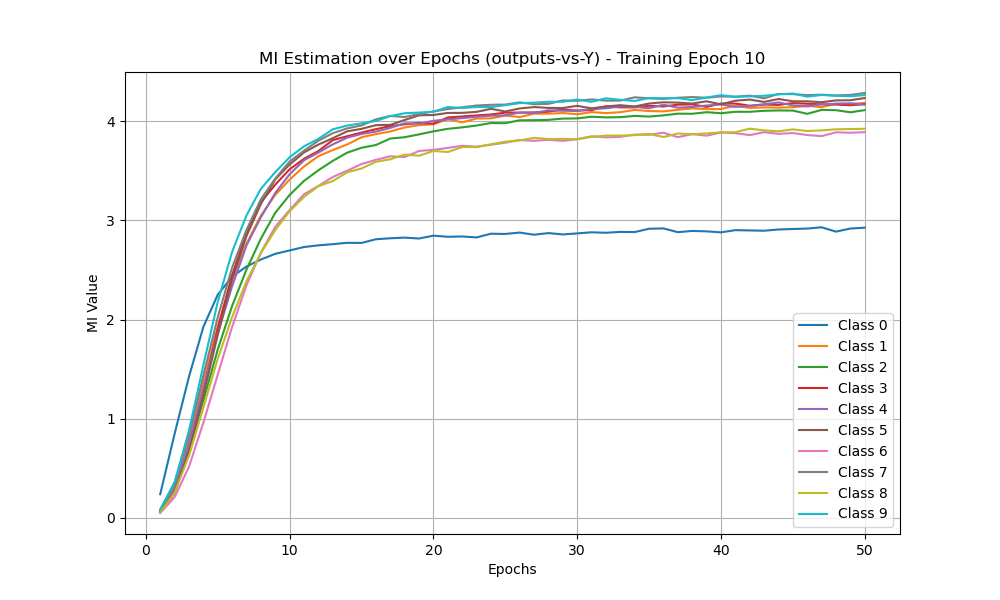 MI Estimation over Epochs (outputs-vs-Y) - Training Epoch 10
MI Value
4
3
2
1
0
0 10 20 30 40 50
Epochs
Class 0
Class 1
Class 2
Class 3
Class 4
Class 5
Class 6
Class 7
Class 8
Class 9